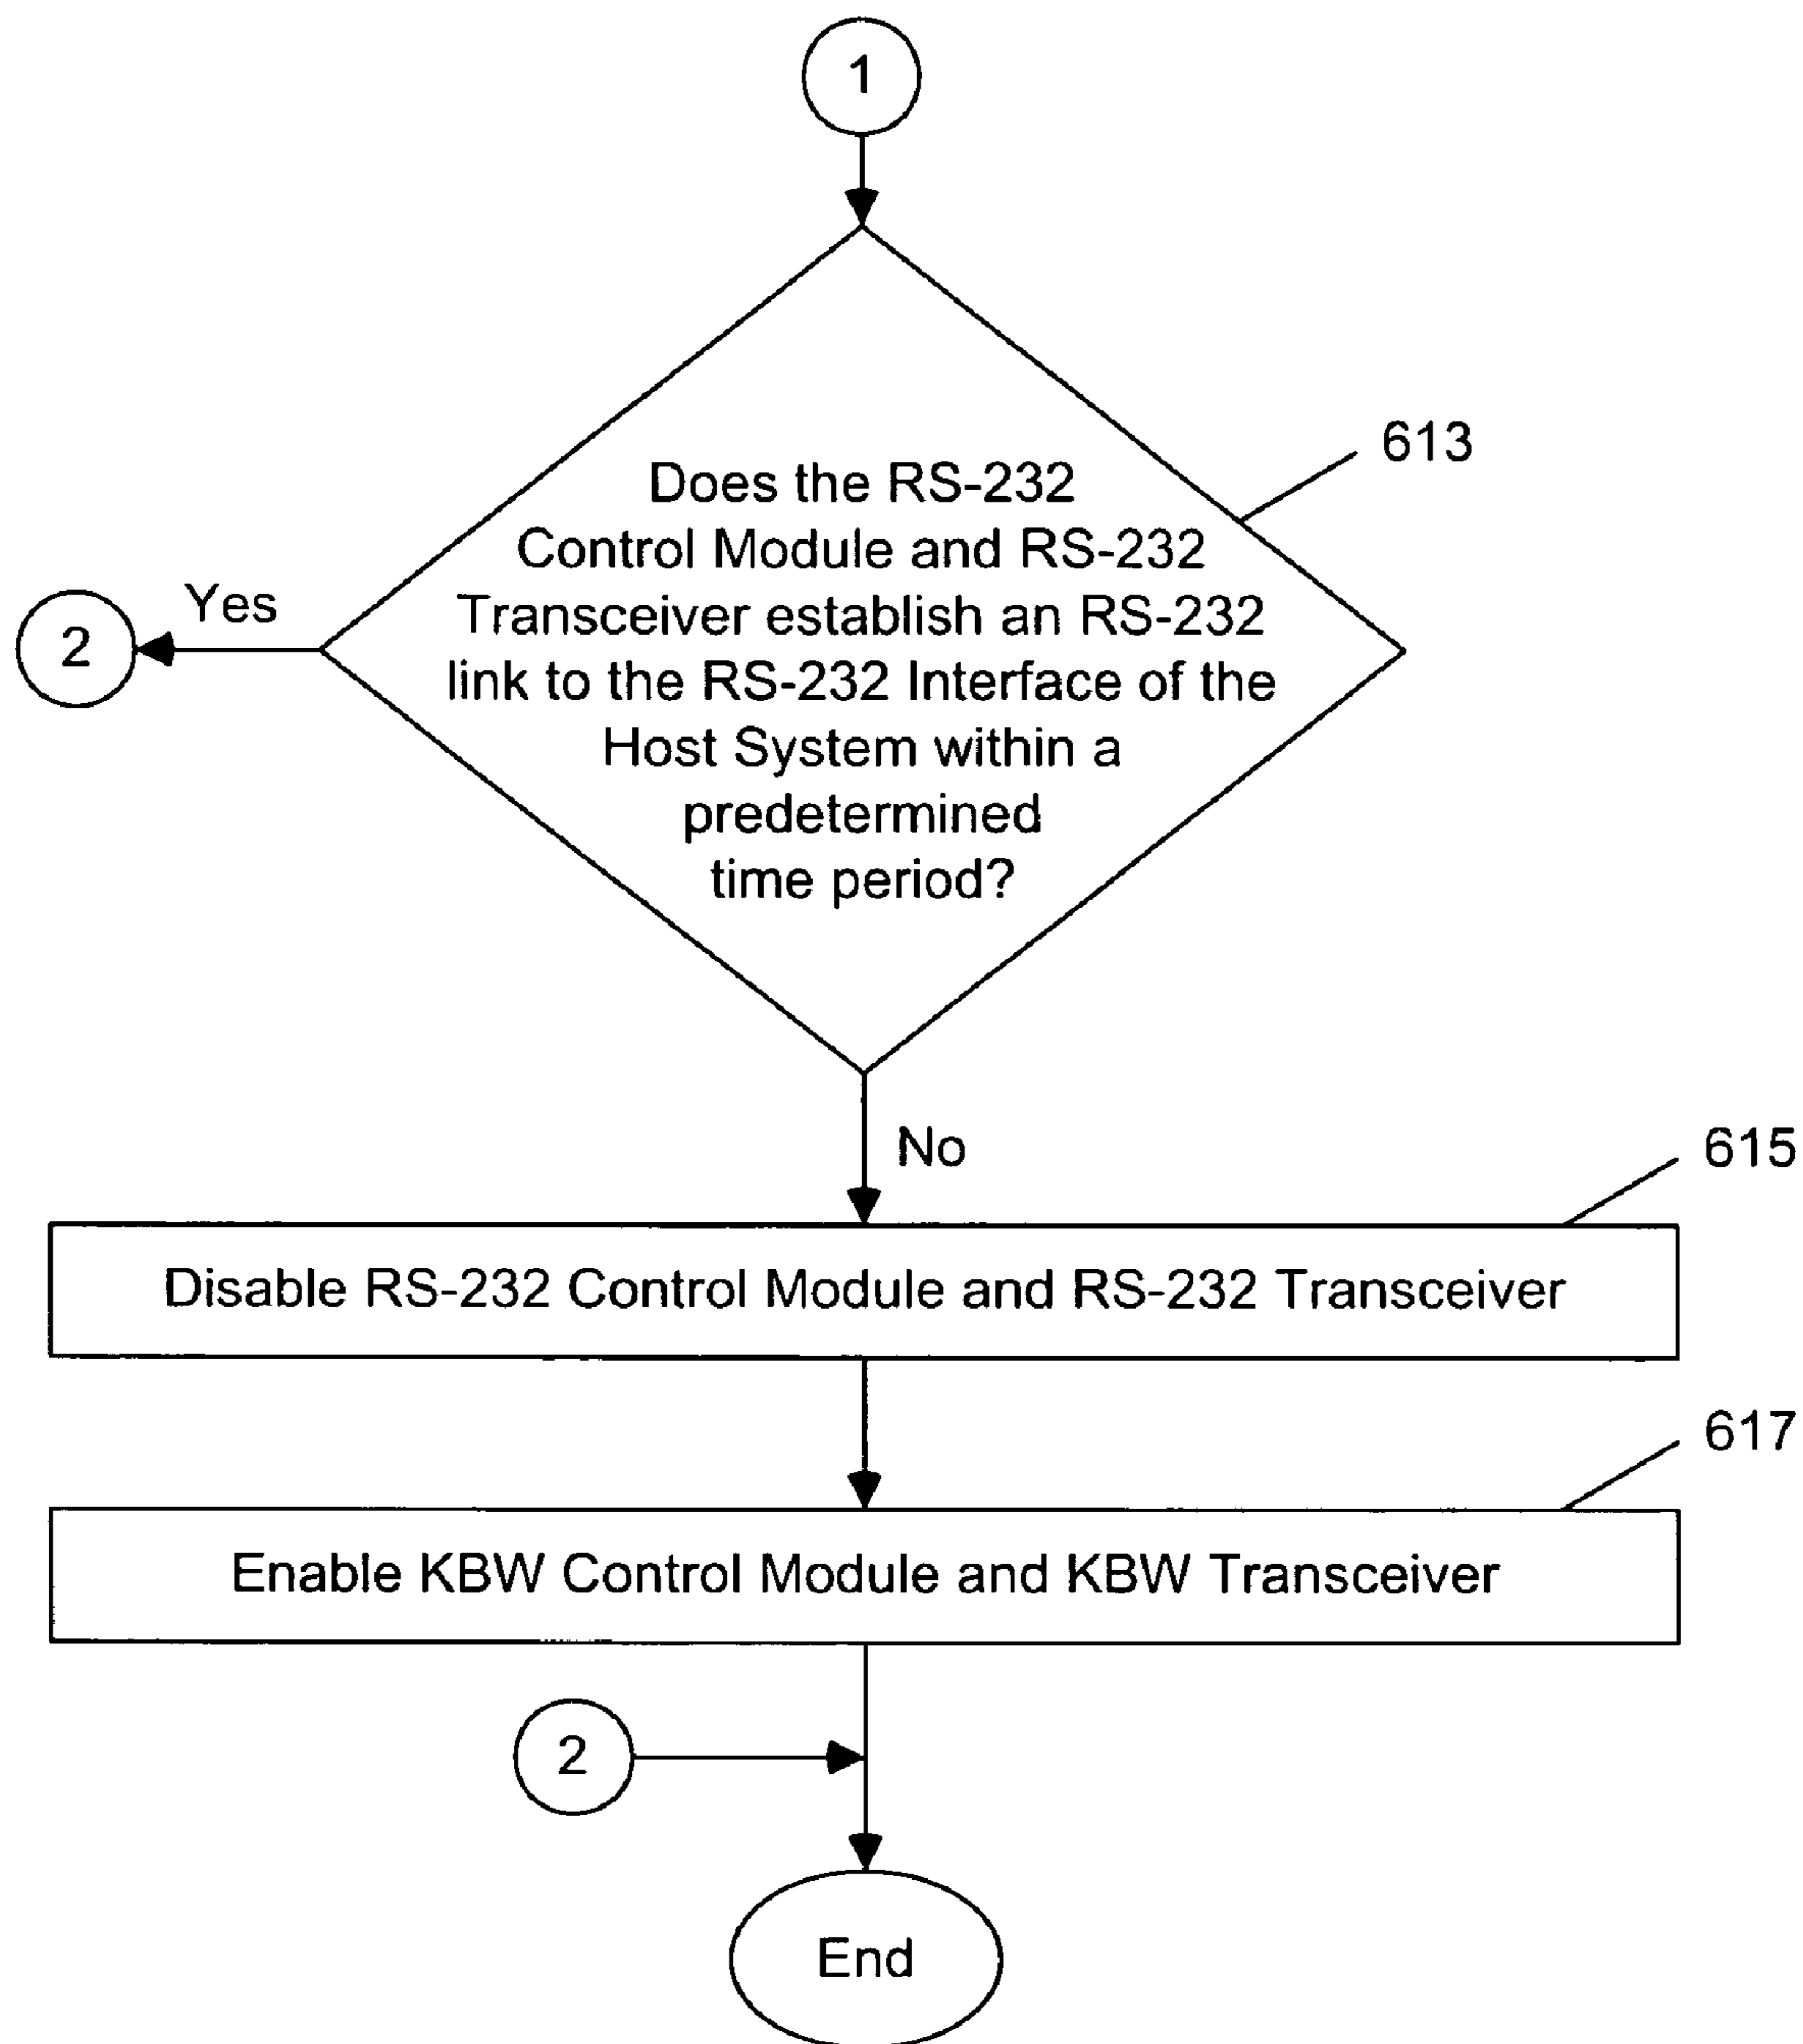 1
613
Does the RS-232
Control Module and RS-232
Transceiver establish an RS-232
link to the RS-232 Interface of the
Host System within a
predetermined
time period?
Yes
2
No
615
Disable RS-232 Control Module and RS-232 Transceiver
617
Enable KBW Control Module and KBW Transceiver
2
End